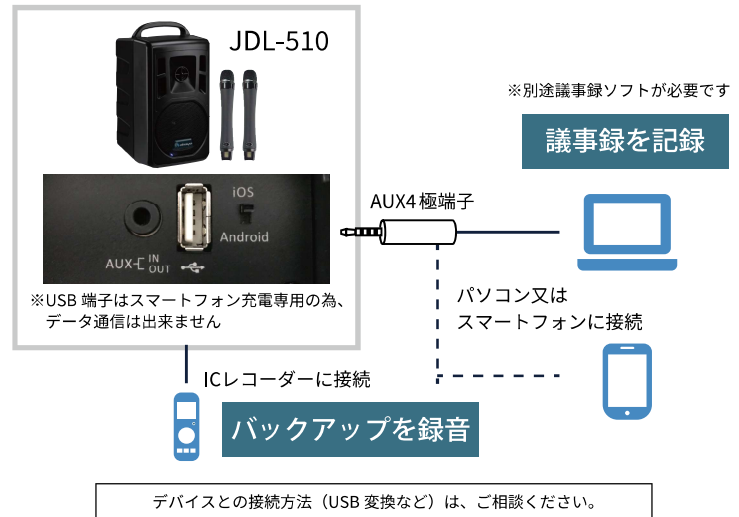 JDL-510
※別途議事録ソフトが必要です
議事録を記録
iOS
Android
AUX
IN
OUT
AUX4極端子
※USB 端子はスマートフォン充電専用の為、
データ通信は出来ません
パソコン又は
スマートフォンに接続
ICレコーダーに接続
バックアップを録音
デバイスとの接続方法（USB 変換など）は、ご相談ください。